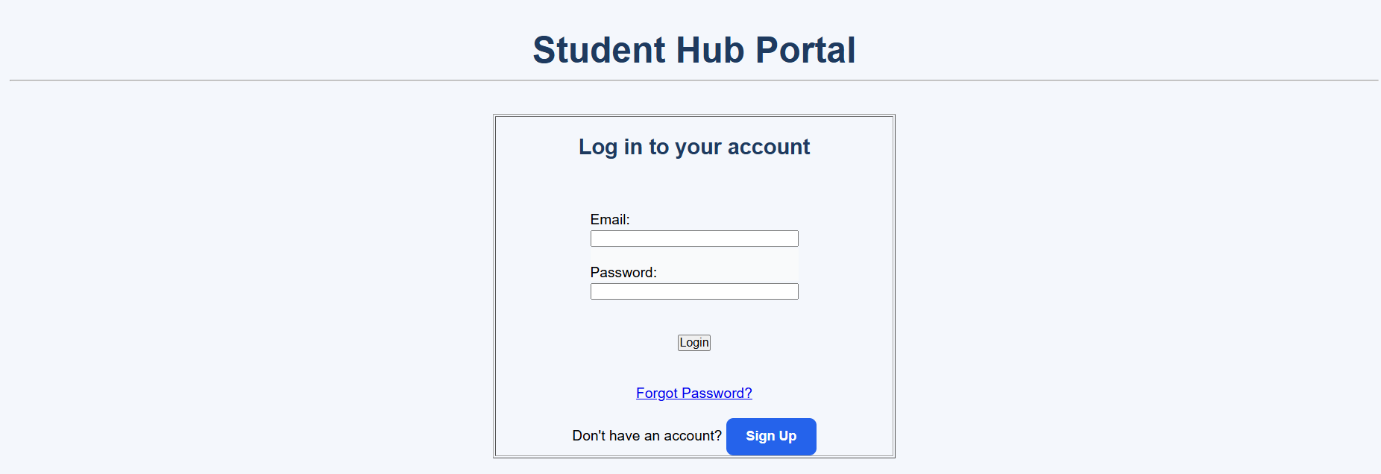 Student Hub Portal
Log in to your account
Email:
Password:
Login
Forgot Password?
Don't have an account? Sign Up